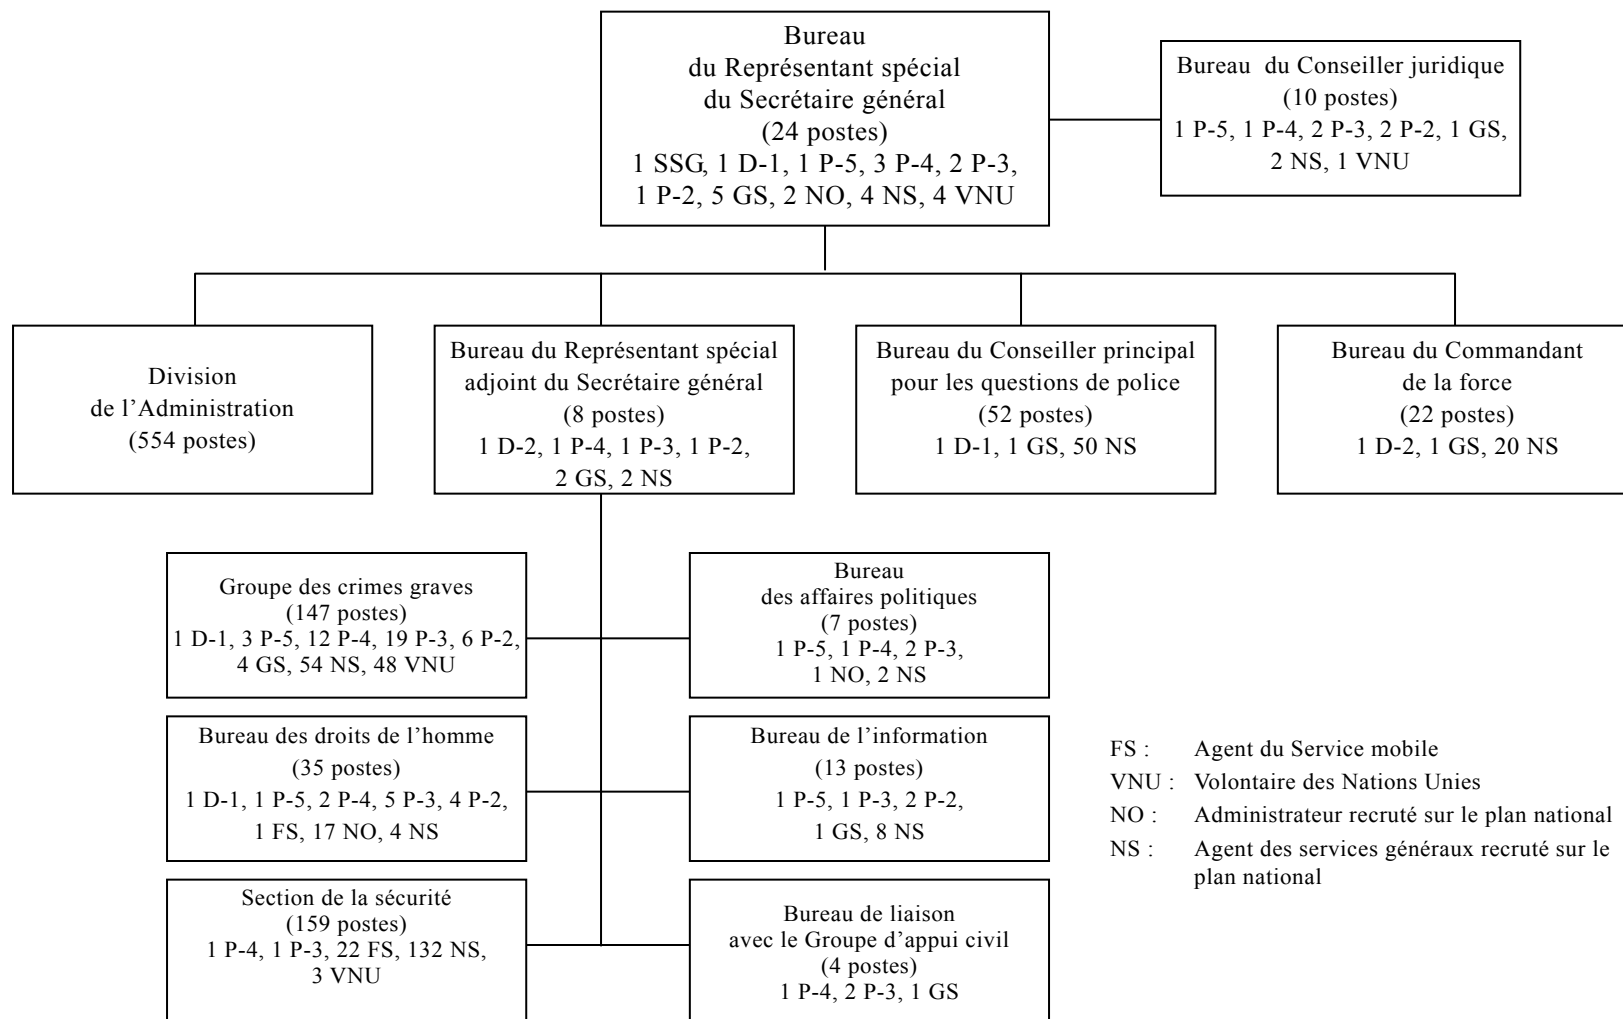 Bureau
du Représentant spécial
du Secrétaire général
(24 postes)
1 SSG, 1 D-1, 1 P-5, 3 P-4, 2 P-3,
1 P-2, 5 GS, 2 NO, 4 NS, 4 VNU
Bureau du Conseiller juridique
(10 postes)
1 P-5, 1 P-4, 2 P-3, 2 P-2, 1 GS,
2 NS, 1 VNU
Division
de l’Administration
(554 postes)
Bureau du Représentant spécial
adjoint du Secrétaire général
(8 postes)
1 D-2, 1 P-4, 1 P-3, 1 P-2,
2 GS, 2 NS
Bureau du Conseiller principal
pour les questions de police
(52 postes)
1 D-1, 1 GS, 50 NS
Bureau du Commandant
de la force
(22 postes)
1 D-2, 1 GS, 20 NS
Groupe des crimes graves
(147 postes)
1 D-1, 3 P-5, 12 P-4, 19 P-3, 6 P-2,
4 GS, 54 NS, 48 VNU
Bureau
des affaires politiques
(7 postes)
1 P-5, 1 P-4, 2 P-3,
1 NO, 2 NS
Bureau des droits de l’homme
(35 postes)
1 D-1, 1 P-5, 2 P-4, 5 P-3, 4 P-2,
1 FS, 17 NO, 4 NS
Bureau de l’information
(13 postes)
1 P-5, 1 P-3, 2 P-2,
1 GS, 8 NS
Section de la sécurité
(159 postes)
1 P-4, 1 P-3, 22 FS, 132 NS,
3 VNU
Bureau de liaison
avec le Groupe d’appui civil
(4 postes)
1 P-4, 2 P-3, 1 GS
FS : Agent du Service mobile
VNU : Volontaire des Nations Unies
NO : Administrateur recruté sur le plan national
NS : Agent des services généraux recruté sur le
plan national